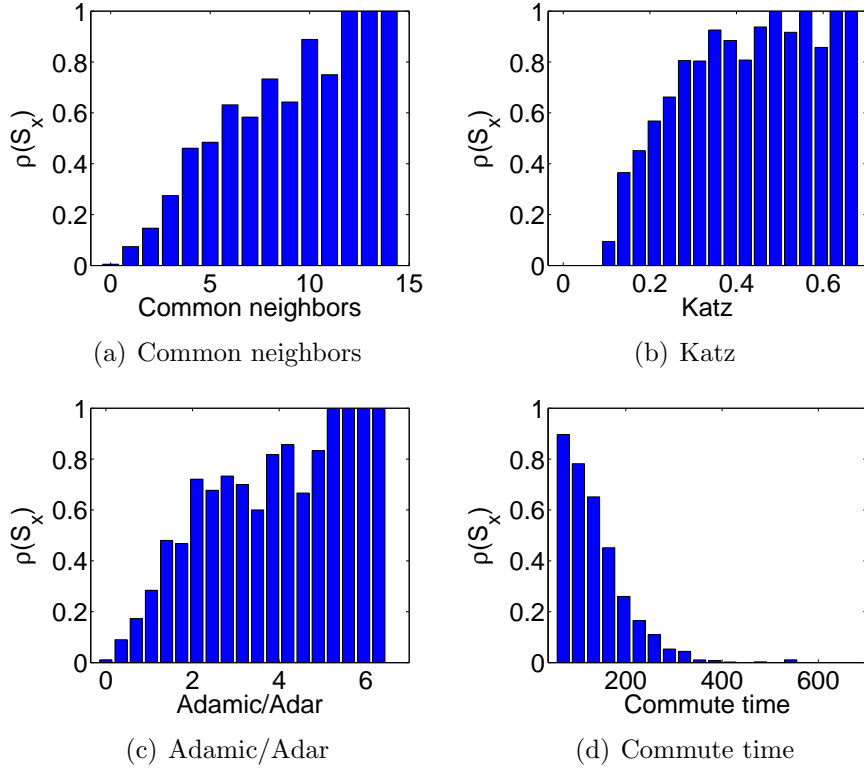 1
0.8
0.6
0.4
0.2
0
ρ(S_x)
0 5 10 15
Common neighbors
(a) Common neighbors
1
0.8
0.6
0.4
0.2
0
ρ(S_x)
0 0.2 0.4 0.6
Katz
(b) Katz
1
0.8
0.6
0.4
0.2
0
ρ(S_x)
0 2 4 6
Adamic/Adar
(c) Adamic/Adar
1
0.8
0.6
0.4
0.2
0
ρ(S_x)
200 400 600
Commute time
(d) Commute time